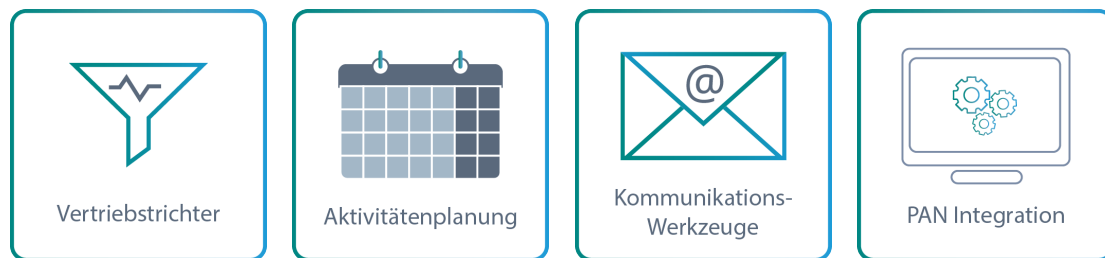 @
Vertriebstrichter
Aktivitätenplanung
Kommunikations-
Werkzeuge
PAN Integration